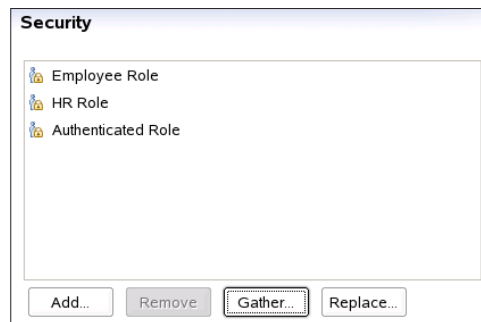 Security
Employee Role
HR Role
Authenticated Role
Add... Remove Gather... Replace...